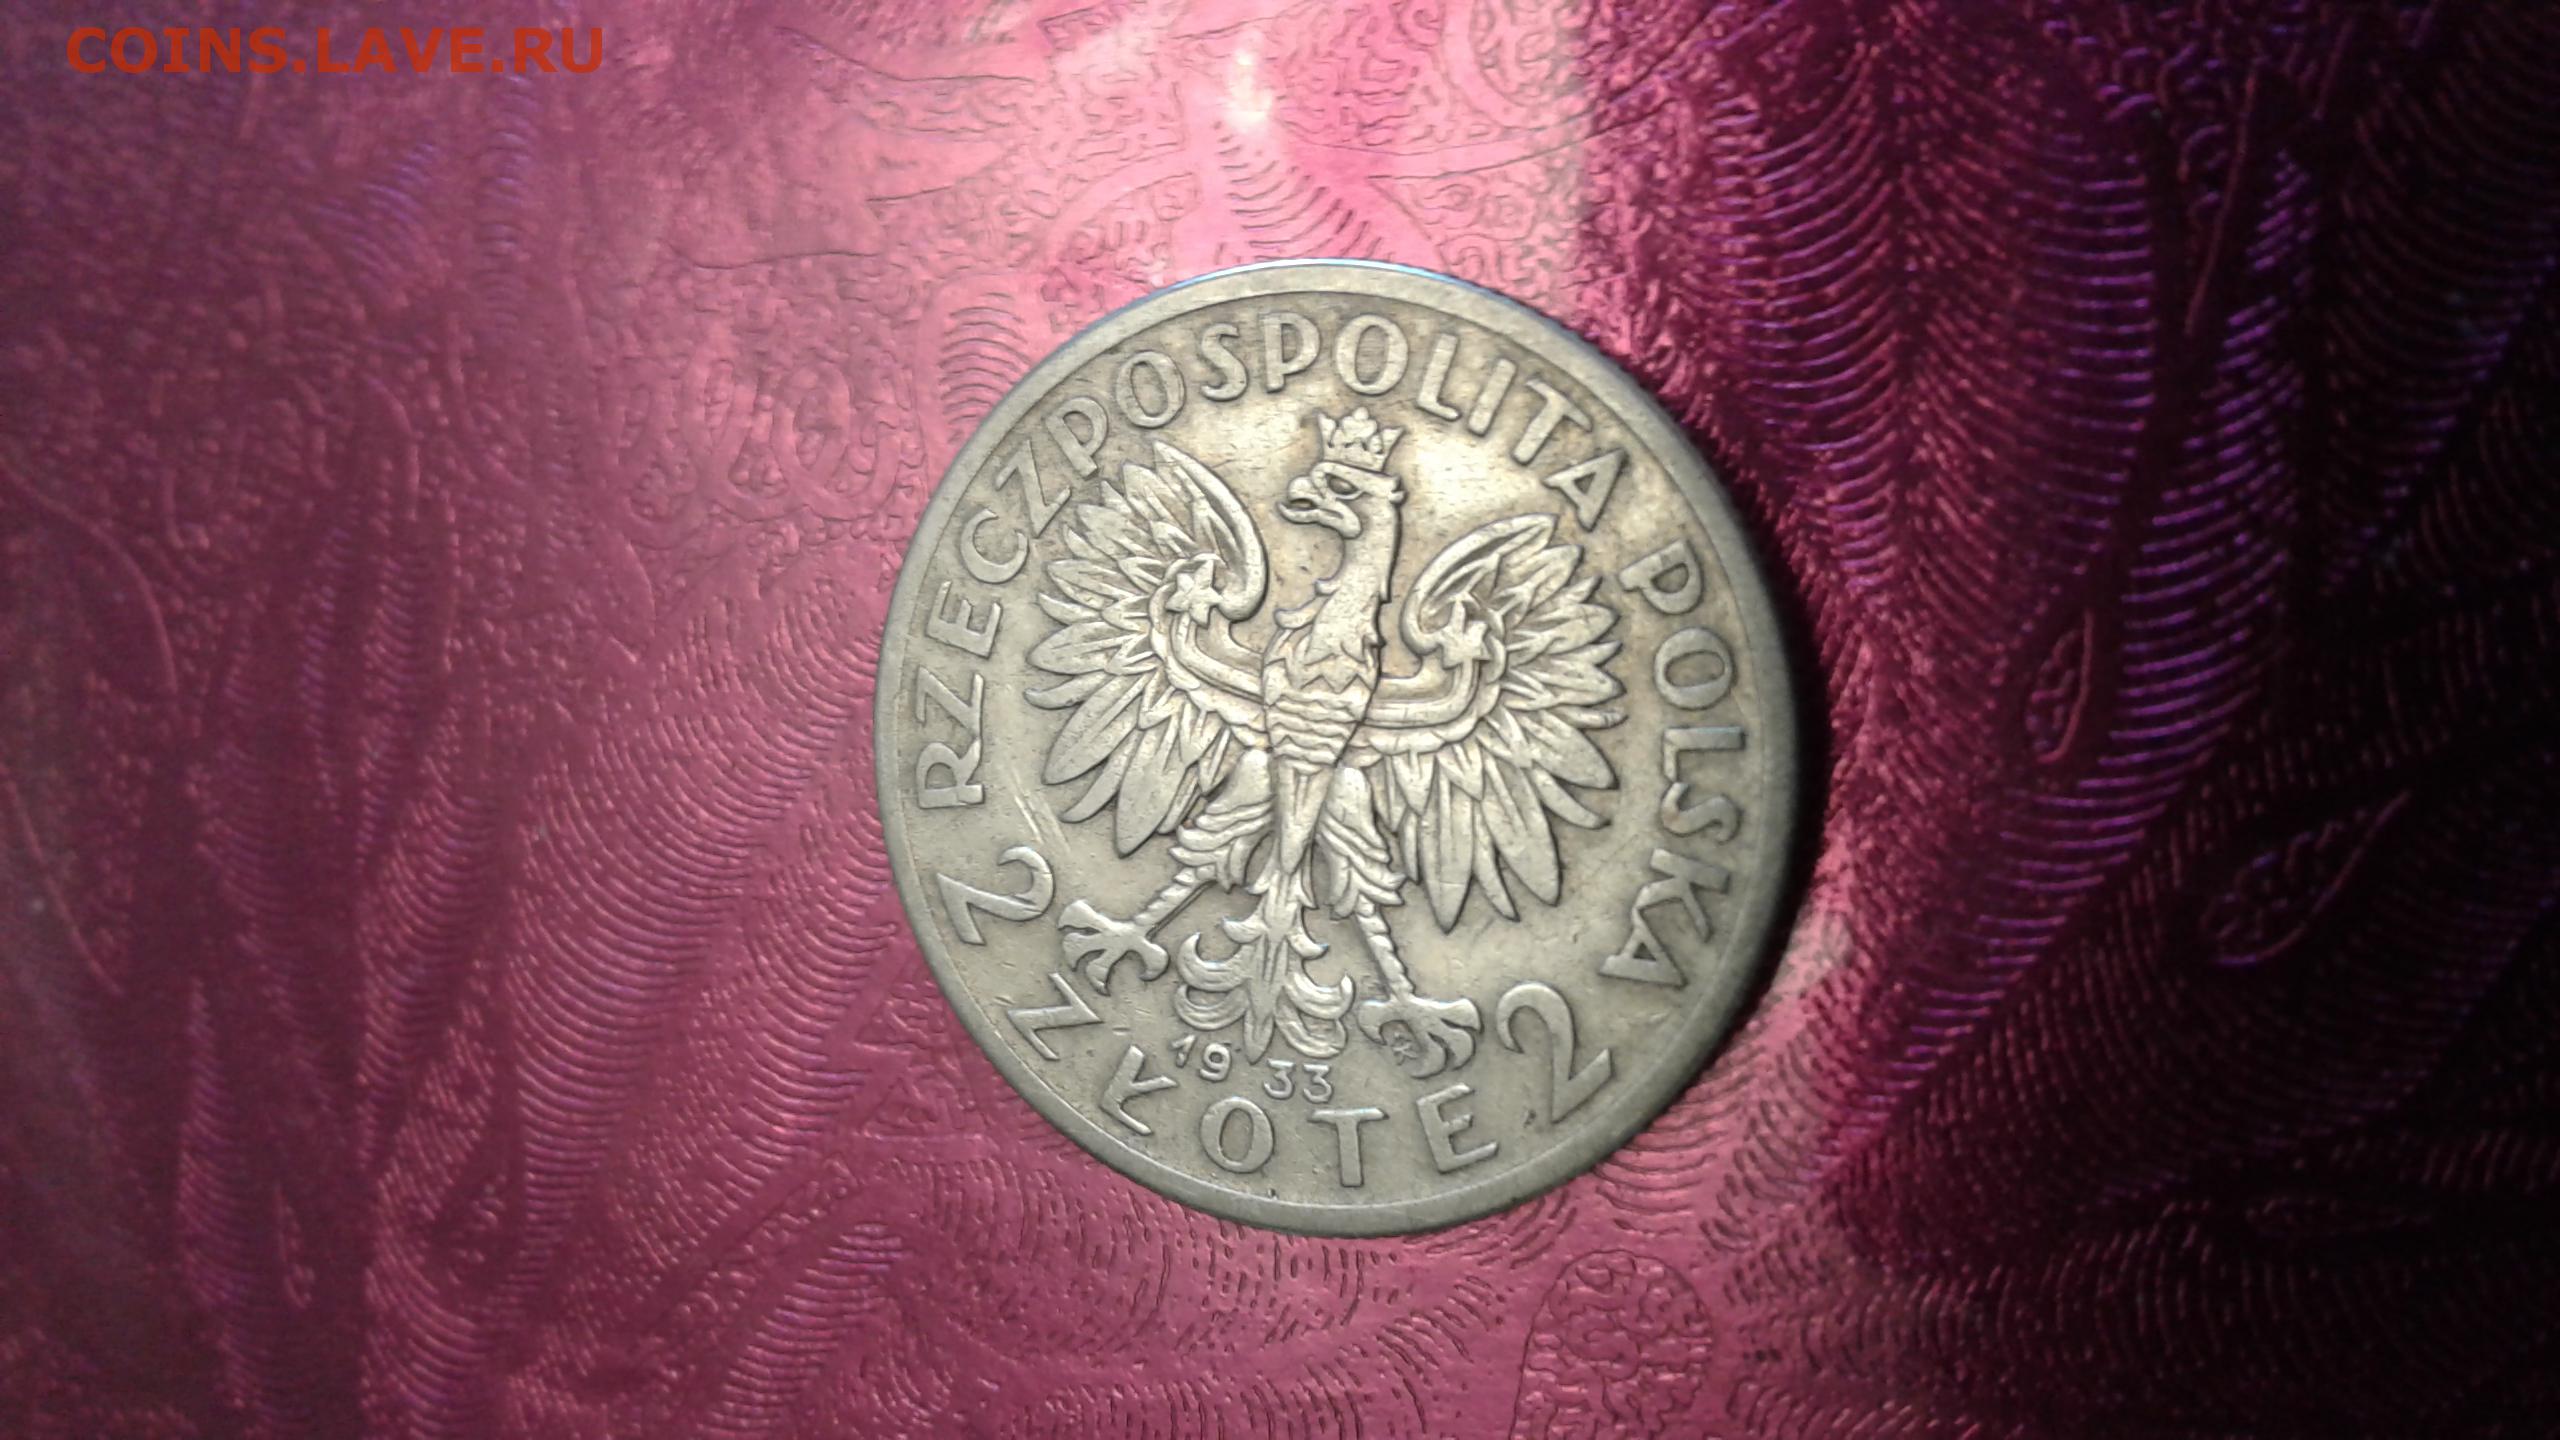 COINS.LAVE.RU
RZECZPOSPOLITA POLSKA
1933
2 ZŁOTE 2